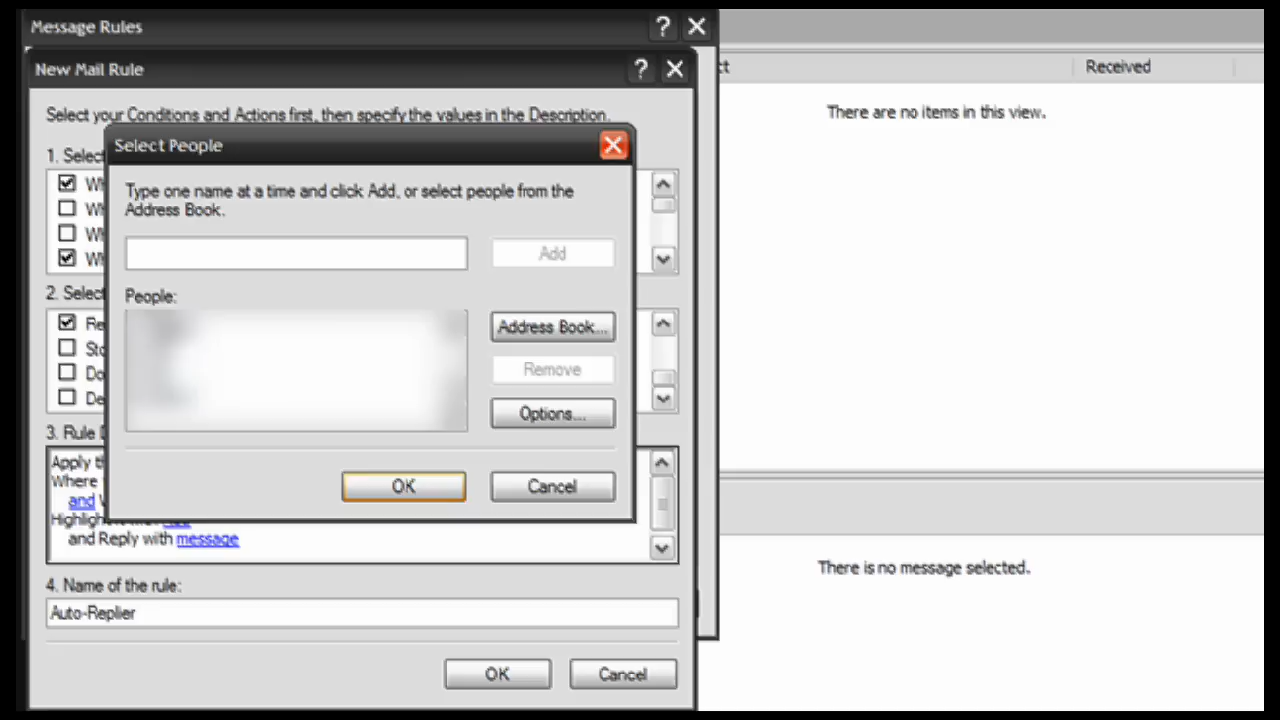 Message Rules
?
New Mail Rule
?
ct
Received
Select your Conditions and Actions first, then specify the values in the Description.
There are no items in this view.
1. Select
Select People
Type one name at a time and click Add, or select people from the
Address Book.
Add
2. Select
People:
Address Book...
Remove
Options...
3. Rule
Apply
Where
and
OK
Cancel
and Reply with message
There is no message selected.
4. Name of the rule:
Auto-Replier
OK
Cancel